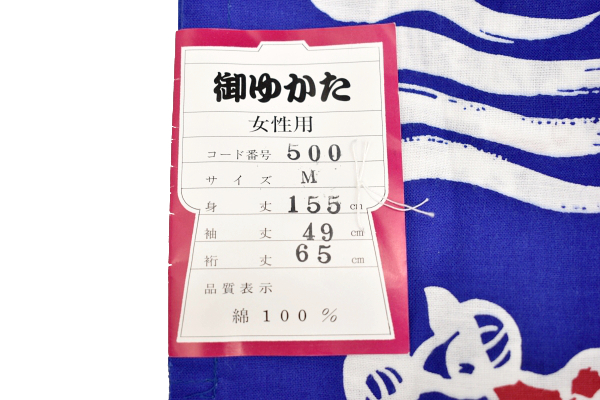 御ゆかた
女性用
コード番号 500
サイズ M
身丈 155 cm
袖丈 49 cm
裄丈 65 cm
品質表示
綿 100%